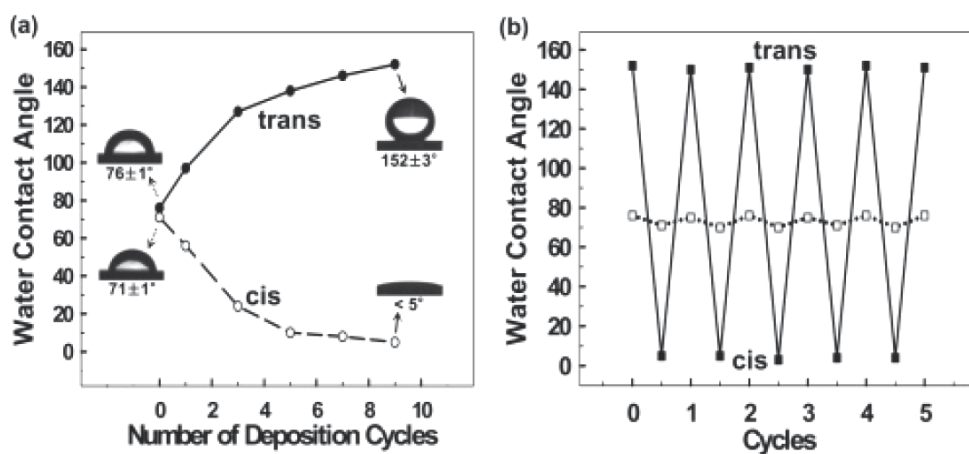 (a)
Water Contact Angle
160
140
120
100
80
60
40
20
0
trans
cis
76±1°
71±1°
152±3°
< 5°
0 2 4 6 8 10
Number of Deposition Cycles
(b)
Water Contact Angle
160
140
120
100
80
60
40
20
0
trans
cis
0 1 2 3 4 5
Cycles